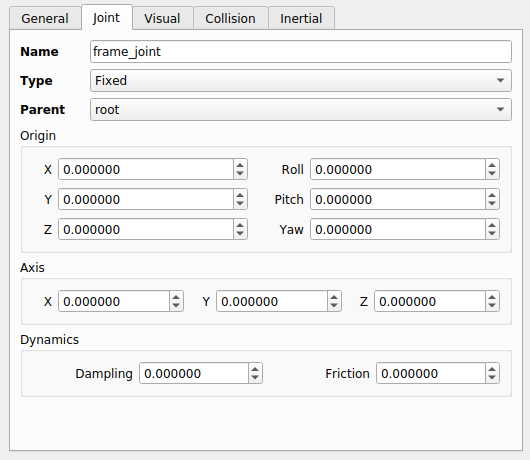 General Joint Visual Collision Inertial
Name frame_joint
Type Fixed
Parent root
Origin
X 0.000000 Roll 0.000000
Y 0.000000 Pitch 0.000000
Z 0.000000 Yaw 0.000000
Axis
X 0.000000 Y 0.000000 Z 0.000000
Dynamics
Dampling 0.000000 Friction 0.000000